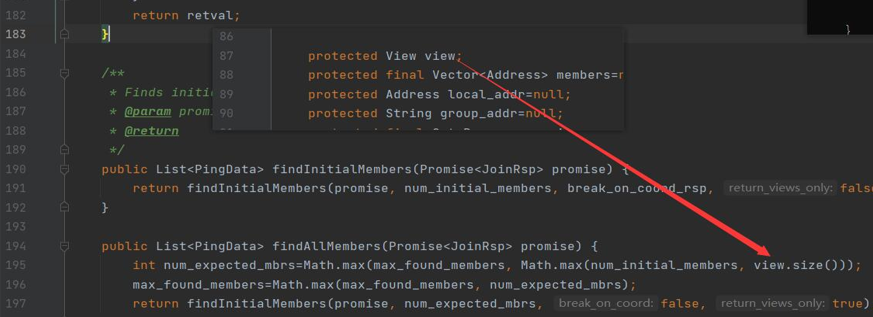 182 return retval;
183 }
184
185 /**
186 * Finds initi
187 * @param promi
188 * @return
189 */
190 public List<PingData> findInitialMembers(Promise<JoinRsp> promise) {
191 return findInitialMembers(promise, num_initial_members, break_on_coord_rsp, return_views_only: false
192 }
193
194 public List<PingData> findAllMembers(Promise<JoinRsp> promise) {
195 int num_expected_mbrs=Math.max(max_found_members, Math.max(num_initial_members, view.size()));
196 max_found_members=Math.max(max_found_members, num_expected_mbrs);
197 return findInitialMembers(promise, num_expected_mbrs, break_on_coord: false, return_views_only: true)
86
87 protected View view;
88 protected final Vector<Address> members=n
89 protected Address local_addr=null;
90 protected String group_addr=null;
}